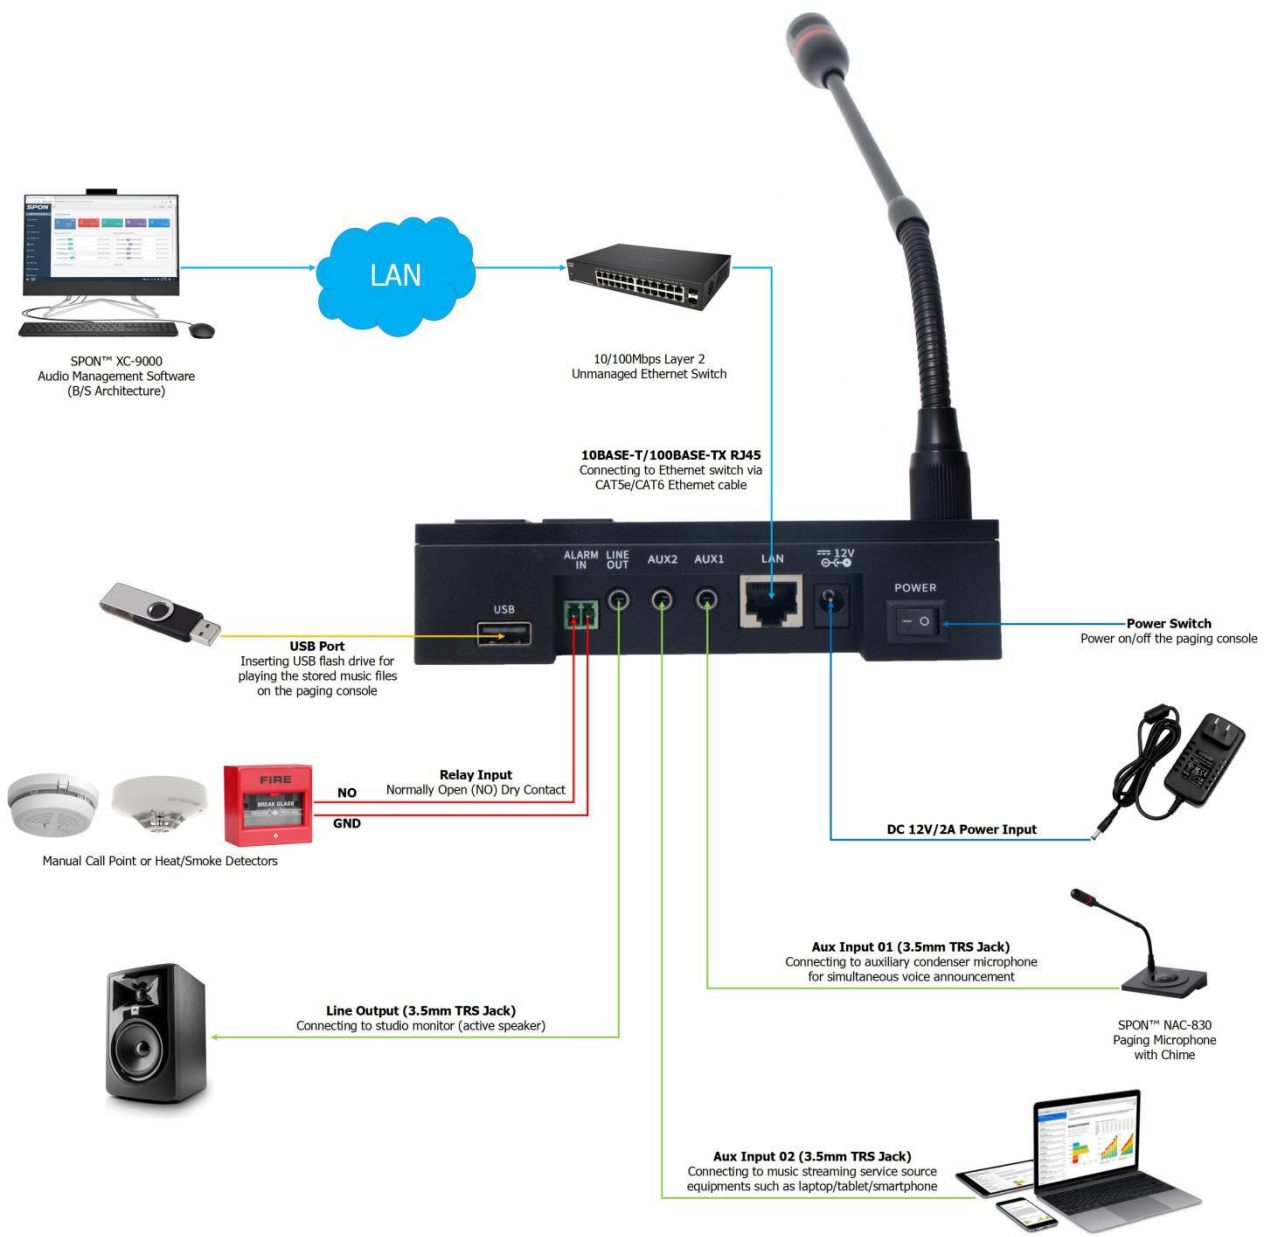 SPON
LAN
SPON™ XC-9000
Audio Management Software
(B/S Architecture)
10/100Mbps Layer 2
Unmanaged Ethernet Switch
10BASE-T/100BASE-TX RJ45
Connecting to Ethernet switch via
CAT5e/CAT6 Ethernet cable
ALARM IN
LINE OUT
AUX2
AUX1
LAN
12V
POWER
USB
USB Port
Inserting USB flash drive for
playing the stored music files
on the paging console
Power Switch
Power on/off the paging console
FIRE
BREAK GLASS
NO
GND
Relay Input
Normally Open (NO) Dry Contact
Manual Call Point or Heat/Smoke Detectors
DC 12V/2A Power Input
Aux Input 01 (3.5mm TRS Jack)
Connecting to auxiliary condenser microphone
for simultaneous voice announcement
SPON™ NAC-830
Paging Microphone
with Chime
Line Output (3.5mm TRS Jack)
Connecting to studio monitor (active speaker)
Aux Input 02 (3.5mm TRS Jack)
Connecting to music streaming service source
equipments such as laptop/tablet/smartphone